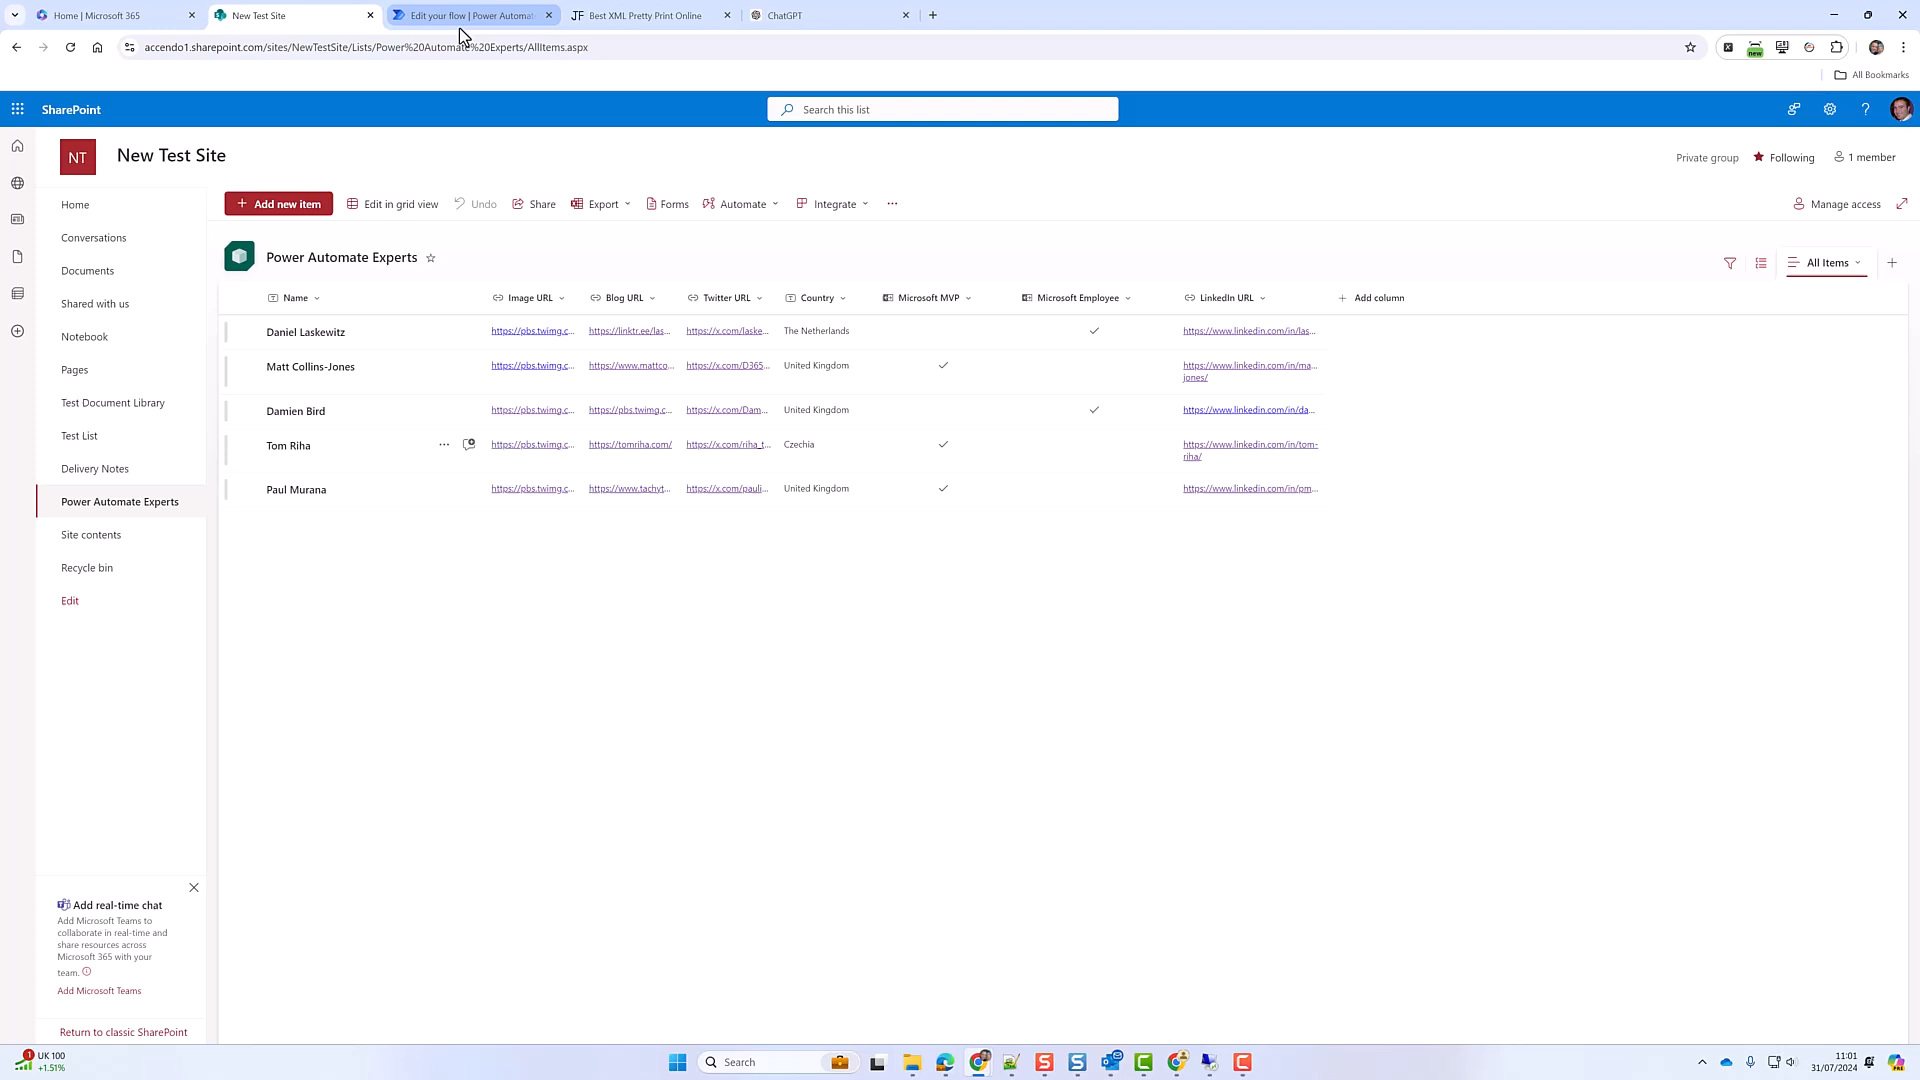 Home | Microsoft 365
New Test Site
Edit your flow | Power Automat
JF Best XML Pretty Print Online
ChatGPT
accendo1.sharepoint.com/sites/NewTestSite/Lists/Power%20Automate%20Experts/AllItems.aspx
new
All Bookmarks
SharePoint
Search this list
NT
New Test Site
Private group
Following
1 member
Add new item
Edit in grid view
Undo
Share
Export
Forms
Automate
Integrate
Manage access
Home
Conversations
Documents
Shared with us
Notebook
Pages
Test Document Library
Test List
Delivery Notes
Power Automate Experts
Site contents
Recycle bin
Edit
Power Automate Experts
All Items
Name
Image URL
Blog URL
Twitter URL
Country
Microsoft MVP
Microsoft Employee
LinkedIn URL
Add column
Daniel Laskewitz
https://pbs.twimg.c...
https://linktr.ee/las...
https://x.com/laske...
The Netherlands
https://www.linkedin.com/in/las...
Matt Collins-Jones
https://pbs.twimg.c...
https://www.mattco...
https://x.com/D365...
United Kingdom
https://www.linkedin.com/in/ma...
jones/
Damien Bird
https://pbs.twimg.c...
https://pbs.twimg.c...
https://x.com/Dam...
United Kingdom
https://www.linkedin.com/in/da...
Tom Riha
https://pbs.twimg.c...
https://tomriha.com/
https://x.com/riha_t...
Czechia
https://www.linkedin.com/in/tom-
riha/
Paul Murana
https://pbs.twimg.c...
https://www.tachyt...
https://x.com/pauli...
United Kingdom
https://www.linkedin.com/in/pm...
Add real-time chat
Add Microsoft Teams to
collaborate in real-time and
share resources across
Microsoft 365 with your
team.
Add Microsoft Teams
Return to classic SharePoint
1
UK 100
+1.51%
Search
11:01
31/07/2024